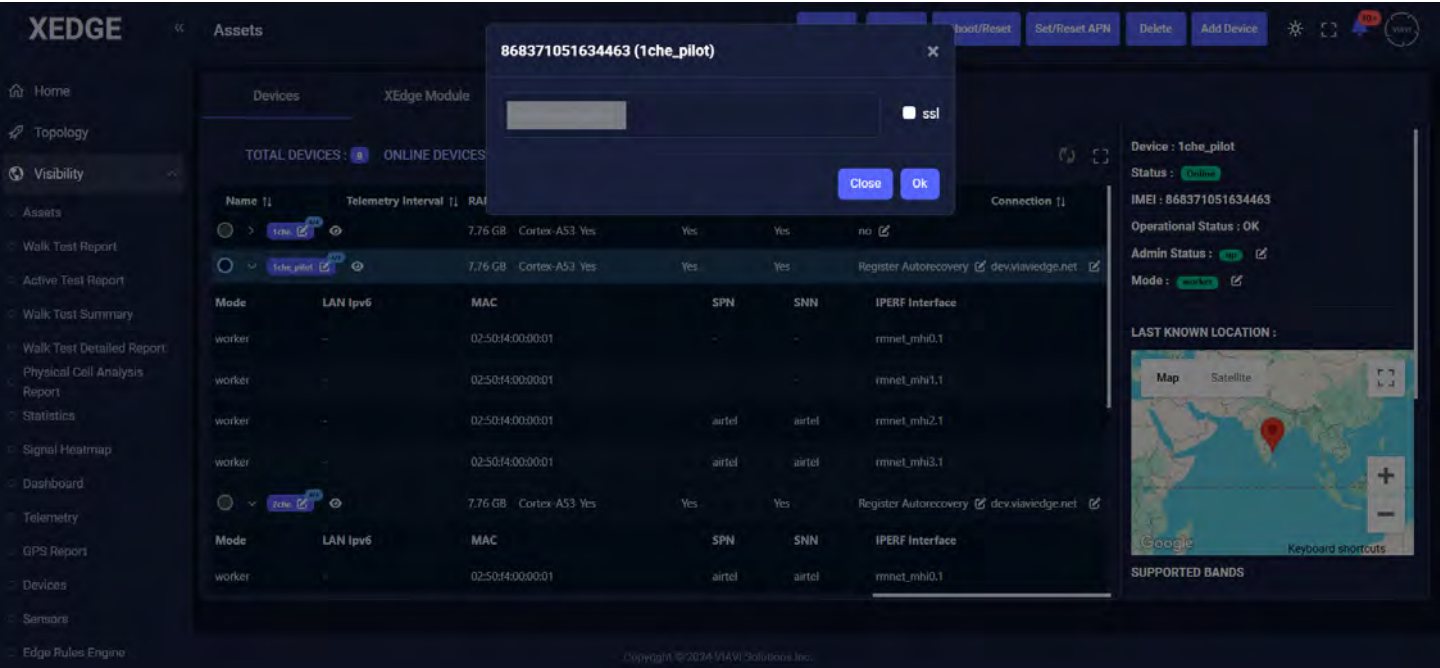 XEDGE
«
Assets
boot/Reset
Set/Reset APN
Delete
Add Device
10+
VIAVI
868371051634463 (1che_pilot)
×
ssl
Close
Ok
Home
Topology
Visibility
Assets
Walk Test Report
Active Test Report
Walk Test Summary
Walk Test Detailed Report
Physical Cell Analysis
Report
Statistics
Signal Heatmap
Dashboard
Telemetry
GPS Report
Devices
Sensors
Edge Rules Engine
Devices
XEdge Module
TOTAL DEVICES :
ONLINE DEVICES
Name
Telemetry Interval
RA
Connection
1che
4/4
7.76 GB
Cortex-A53
Yes
Yes
Yes
no
1che_pilot
7.76 GB
Cortex-A53
Yes
Yes
Yes
Register Autorecovery
dev.viaviedge.net
Mode
LAN Ipv6
MAC
SPN
SNN
IPERF Interface
worker
-
02:50:f4:00:00:01
-
-
rmnet_mhi0.1
worker
-
02:50:f4:00:00:01
-
-
rmnet_mhi1.1
worker
-
02:50:f4:00:00:01
airtel
airtel
rmnet_mhi2.1
worker
-
02:50:f4:00:00:01
airtel
airtel
rmnet_mhi3.1
2che
7.76 GB
Cortex-A53
Yes
Yes
Yes
Register Autorecovery
dev.viaviedge.net
Mode
LAN Ipv6
MAC
SPN
SNN
IPERF Interface
worker
-
02:50:f4:00:00:01
airtel
airtel
rmnet_mhi0.1
Device : 1che_pilot
Status : Online
IMEI : 868371051634463
Operational Status : OK
Admin Status : up
Mode : worker
LAST KNOWN LOCATION :
Map
Satellite
+
−
Google
Keyboard shortcuts
SUPPORTED BANDS
Copyright © 2024 VIAVI Solutions Inc.